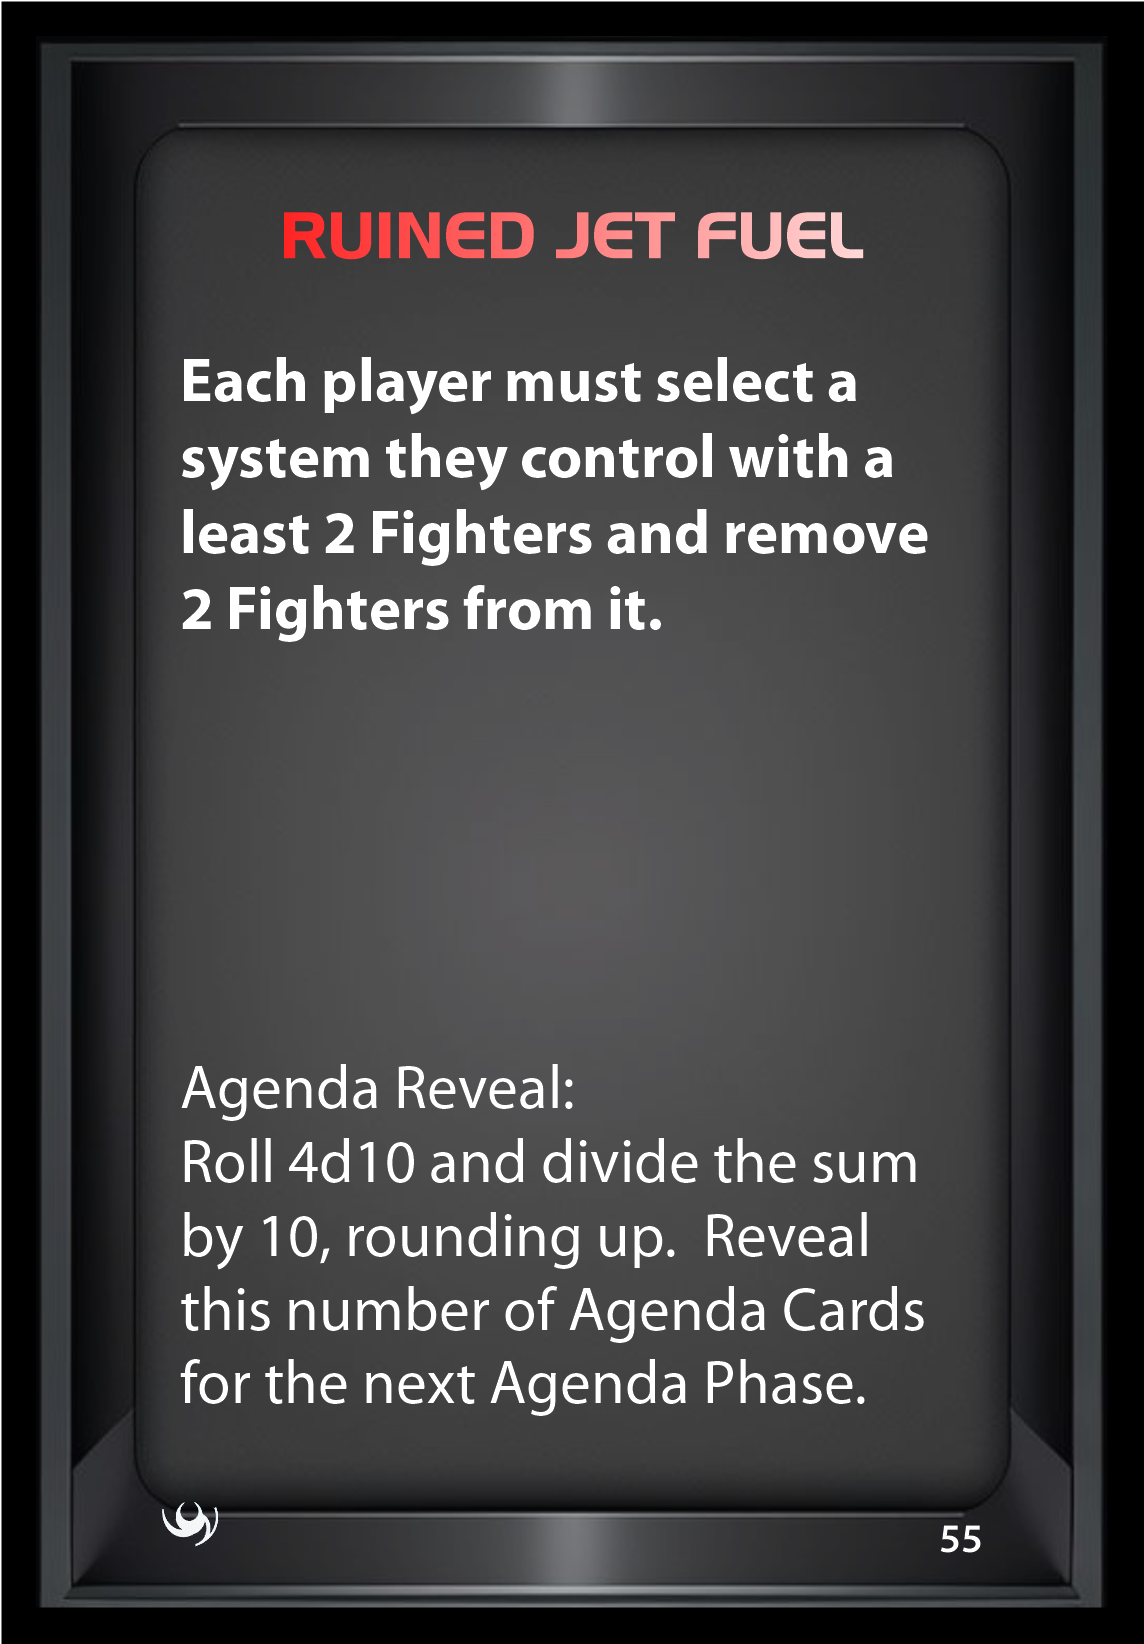 RUINED JET FUEL
Each player must select a
system they control with a
least 2 Fighters and remove
2 Fighters from it.
Agenda Reveal:
Roll 4d10 and divide the sum
by 10, rounding up.  Reveal
this number of Agenda Cards
for the next Agenda Phase.
55